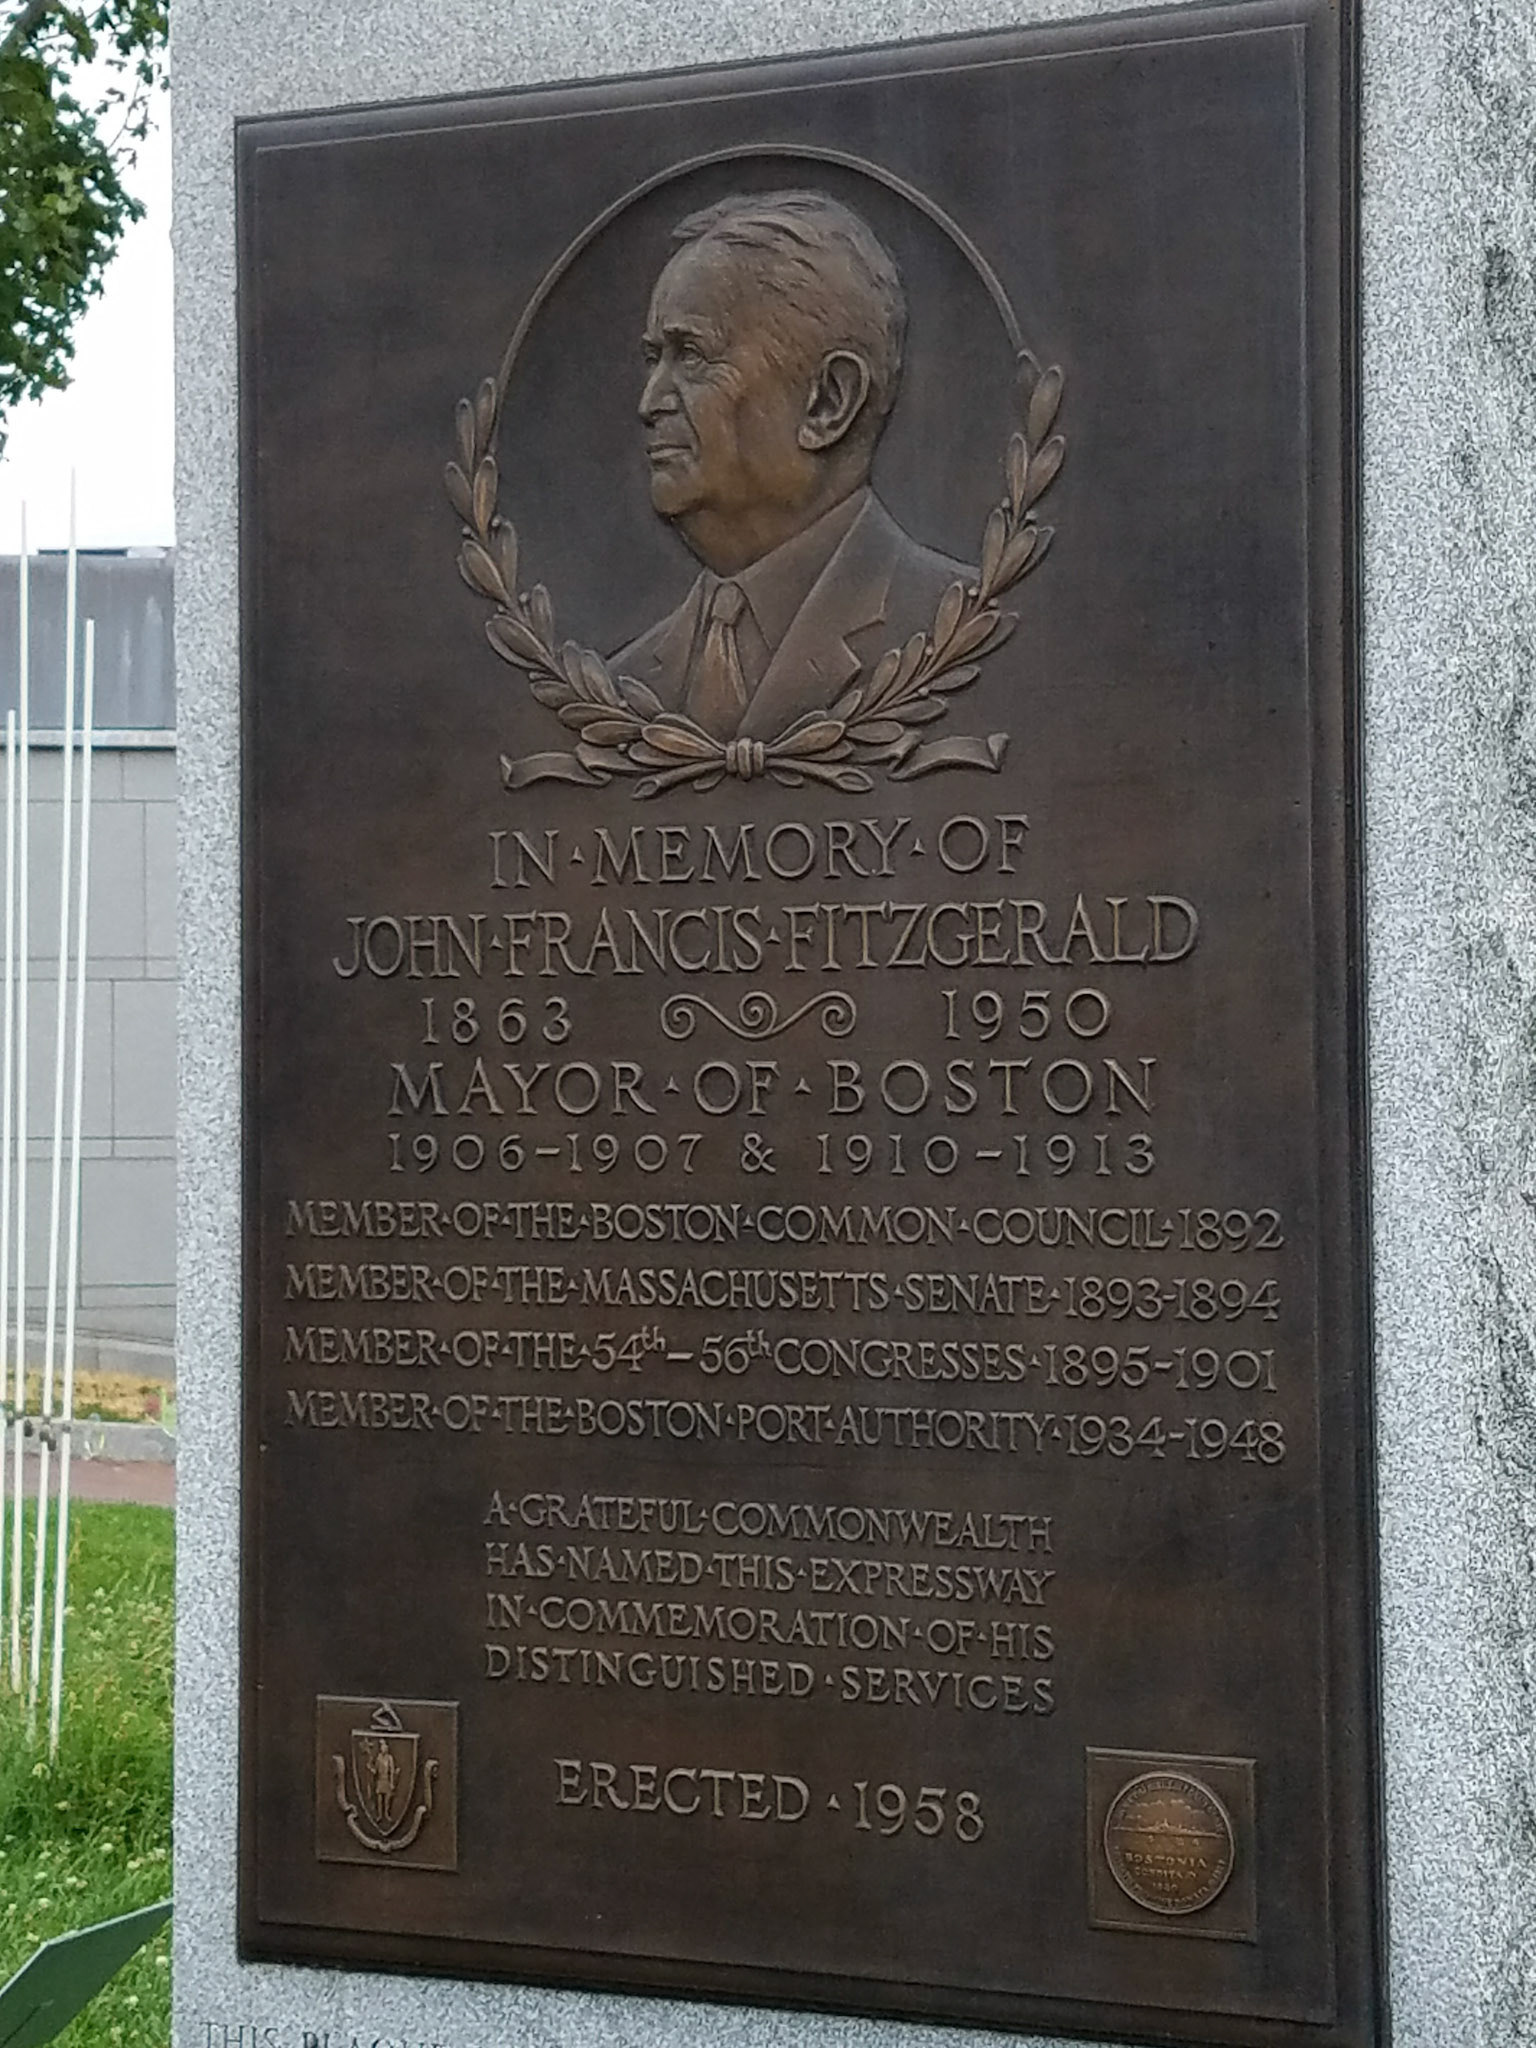 IN MEMORY OF
JOHN FRANCIS FITZGERALD
1863 1950
MAYOR OF BOSTON
1906-1907 & 1910-1913
MEMBER OF THE BOSTON COMMON COUNCIL 1892
MEMBER OF THE MASSACHUSETTS SENATE 1893-1894
MEMBER OF THE 54th-56th CONGRESSES 1895-1901
MEMBER OF THE BOSTON PORT AUTHORITY 1934-1948
A GRATEFUL COMMONWEALTH
HAS NAMED THIS EXPRESSWAY
IN COMMEMORATION OF HIS
DISTINGUISHED SERVICES
ERECTED 1958
BOSTONIA
THIS PLAQUE